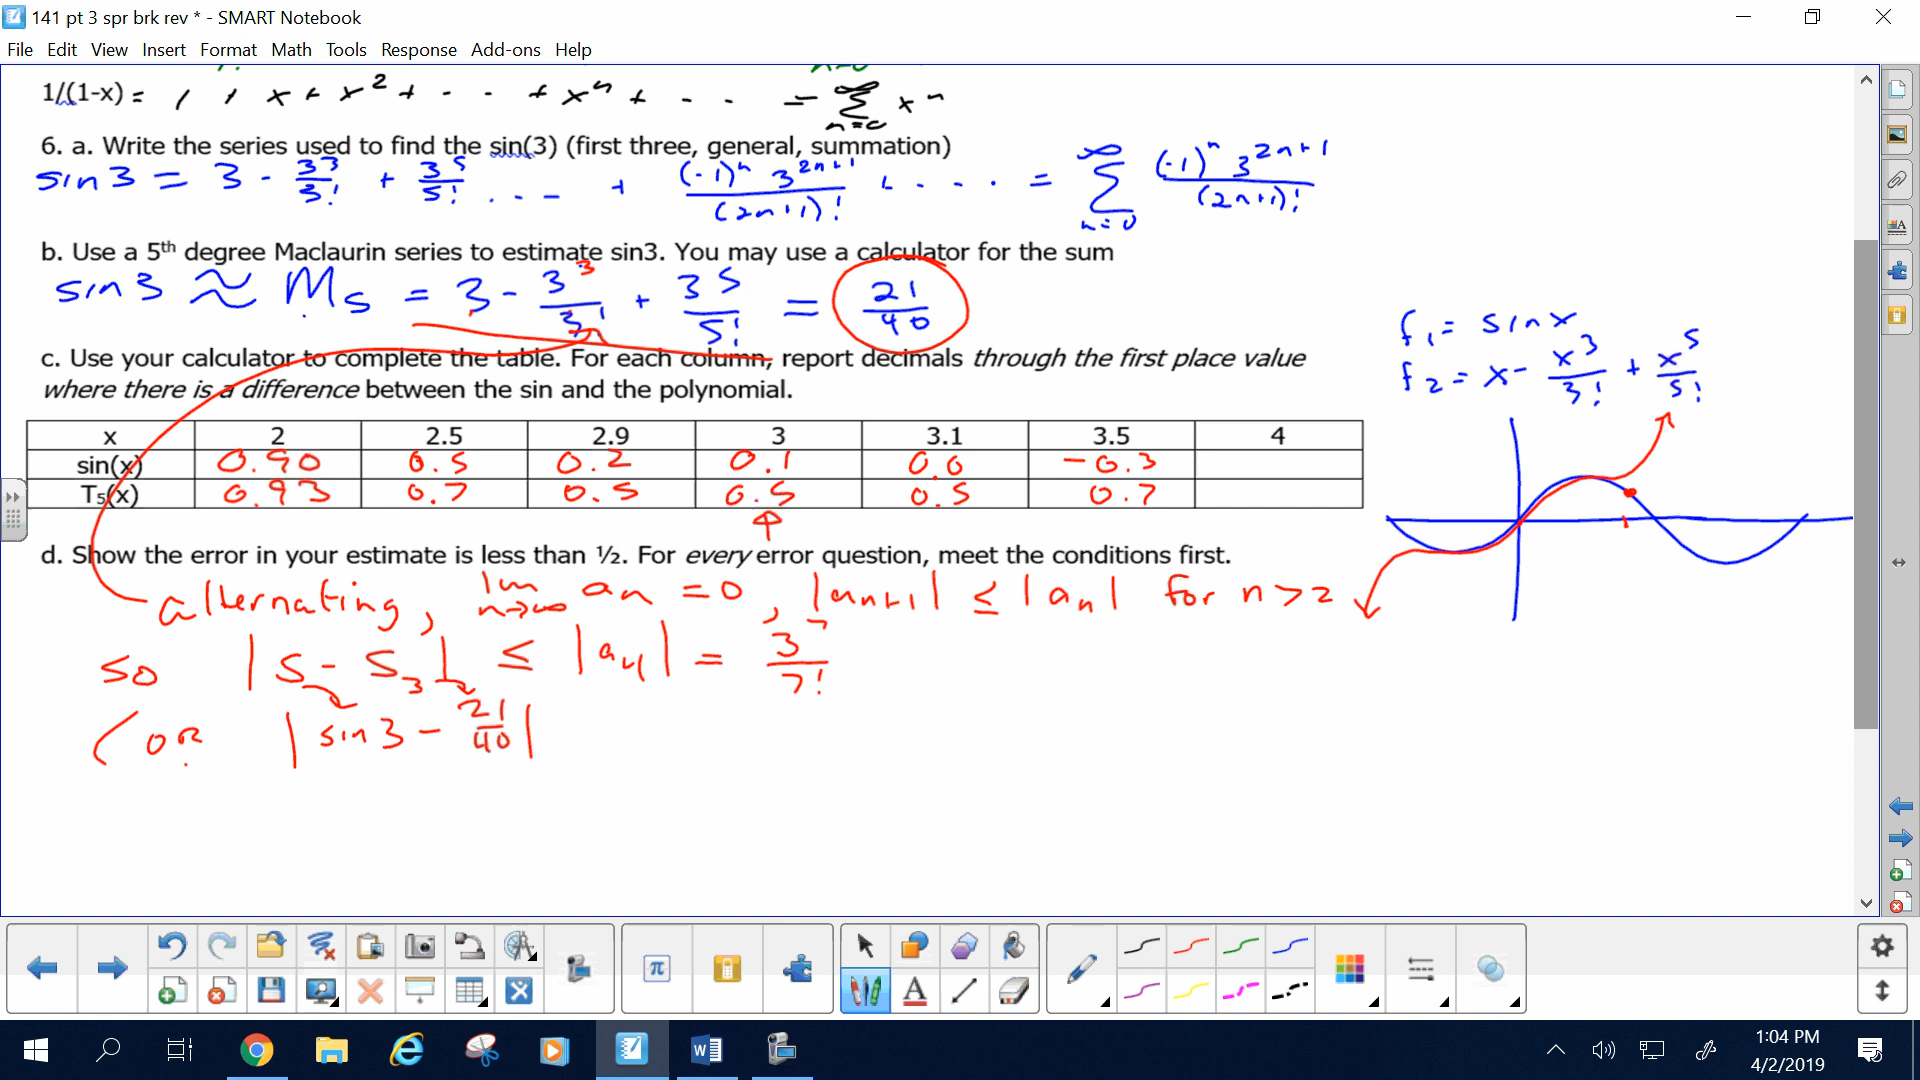 141 pt 3 spr brk rev * - SMART Notebook
File Edit View Insert Format Math Tools Response Add-ons Help
1/(1-x) = 1 + x + x² + - - + xⁿ + - - = ∑ n=0 ∞ xⁿ
6. a. Write the series used to find the sin(3) (first three, general, summation)
sin 3 = 3 - 3³/3! + 3⁵/5! ... + (-1)ⁿ 3²ⁿ⁺¹/(2n+1)! + .... = ∑ n=0 ∞ (-1)ⁿ 3²ⁿ⁺¹/(2n+1)!
b. Use a 5th degree Maclaurin series to estimate sin3. You may use a calculator for the sum
sin 3 ≈ M₅ = 3 - 3³/3! + 3⁵/5! = 21/40
c. Use your calculator to complete the table. For each column, report decimals through the first place value
where there is a difference between the sin and the polynomial.
f₁ = sin x
f₂ = x - x³/3! + x⁵/5!
x 2 2.5 2.9 3 3.1 3.5 4
sin(x) 0.90 0.5 0.2 0.1 0.0 -0.3
T₅(x) 0.93 0.7 0.5 0.5 0.5 0.7
d. Show the error in your estimate is less than ½. For every error question, meet the conditions first.
alternating, lim n→∞ an = 0, |an+1| ≤ |an| for n > 2
so |S - S₃| ≤ |a₄| = 3⁷/7!
(or |sin 3 - 21/40|
1:04 PM
4/2/2019